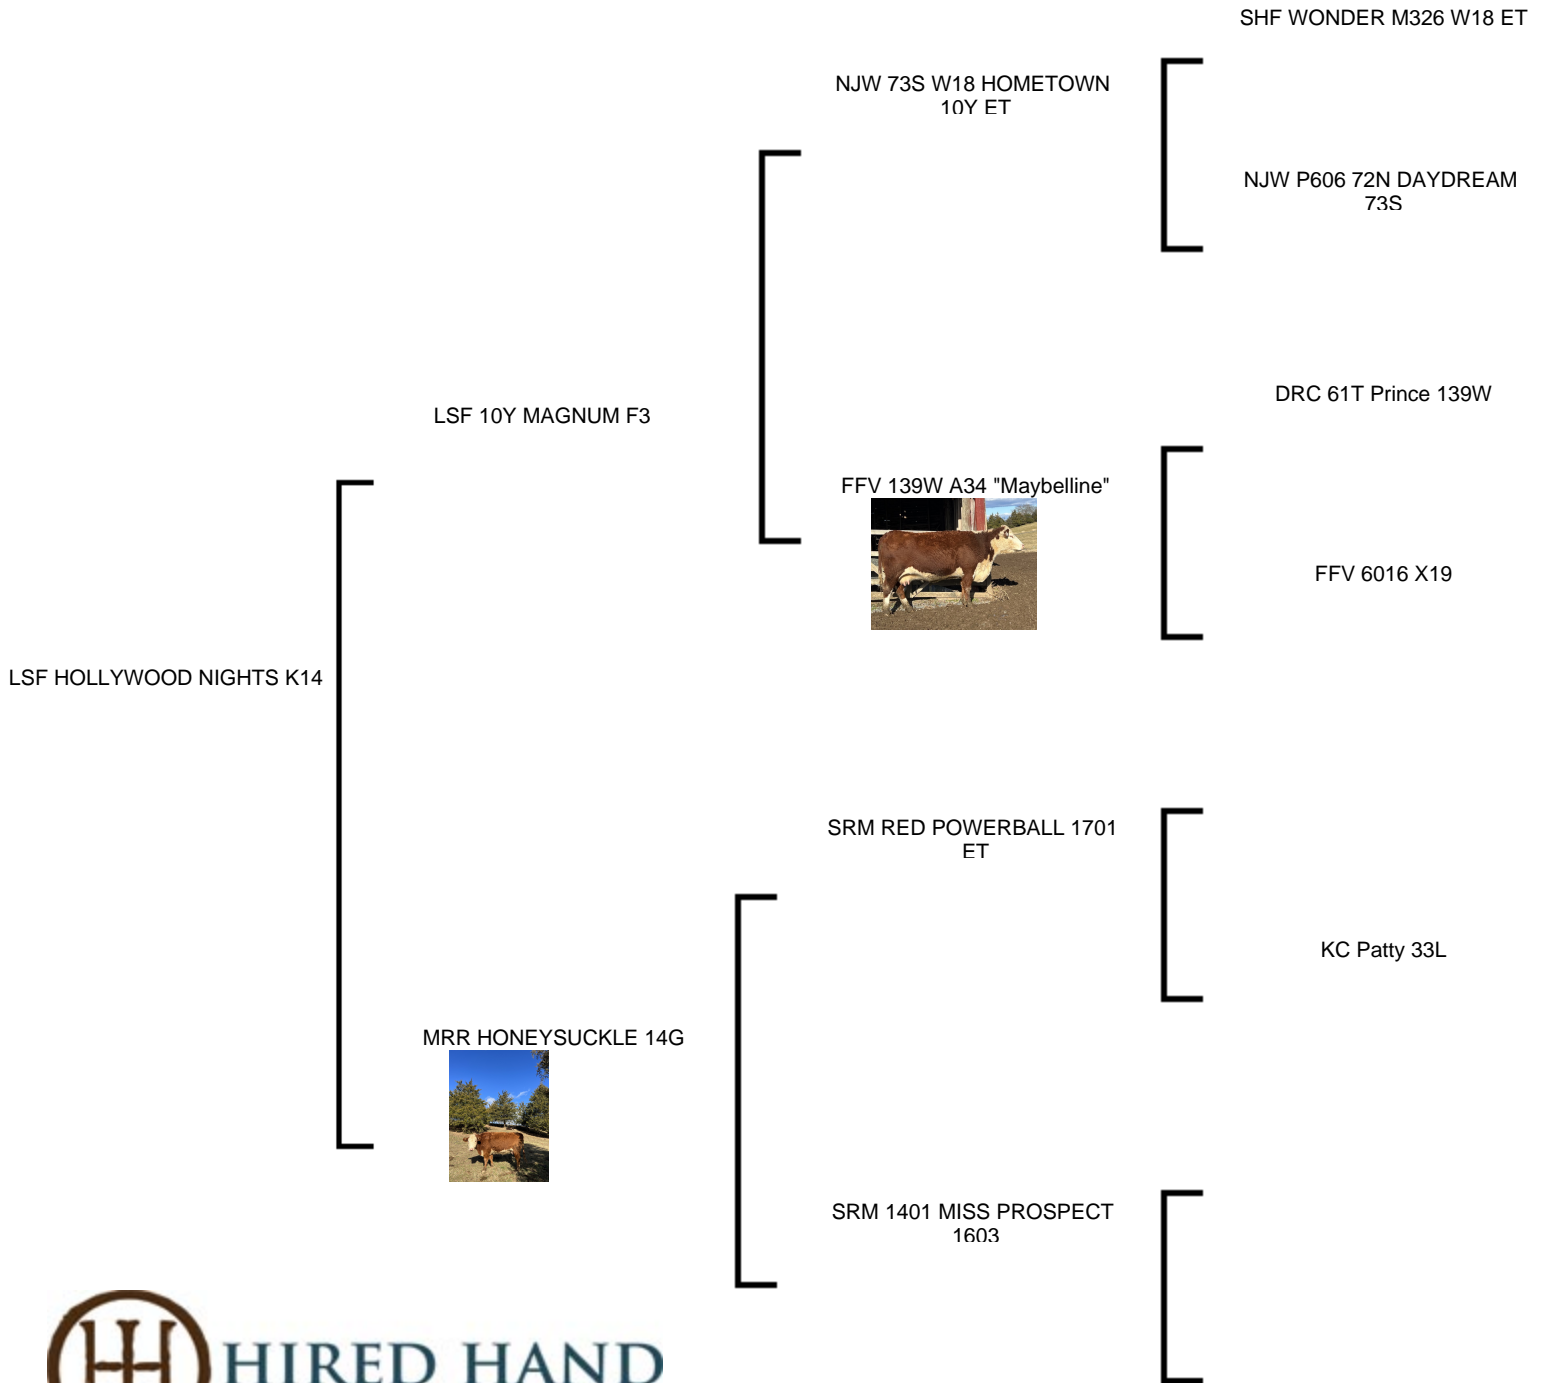 SHF WONDER M326 W18 ET
NJW 73S W18 HOMETOWN
10Y ET
NJW P606 72N DAYDREAM
73S
DRC 61T Prince 139W
LSF 10Y MAGNUM F3
FFV 139W A34 "Maybelline"
FFV 6016 X19
LSF HOLLYWOOD NIGHTS K14
SRM RED POWERBALL 1701
ET
KC Patty 33L
MRR HONEYSUCKLE 14G
SRM 1401 MISS PROSPECT
1603
HIRED HAND